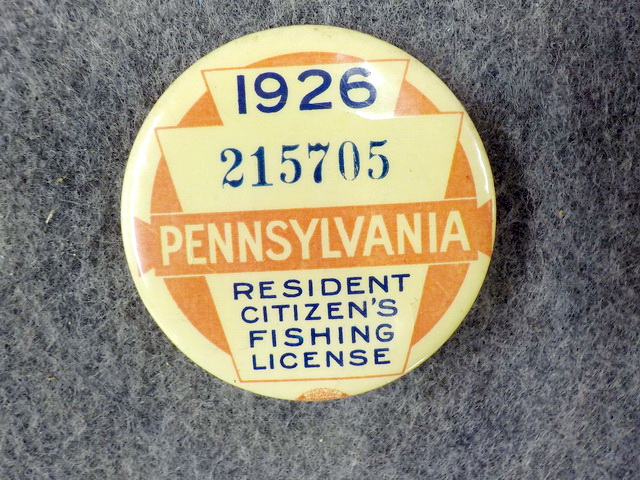 1926
215705
PENNSYLVANIA
RESIDENT
CITIZEN'S
FISHING
LICENSE